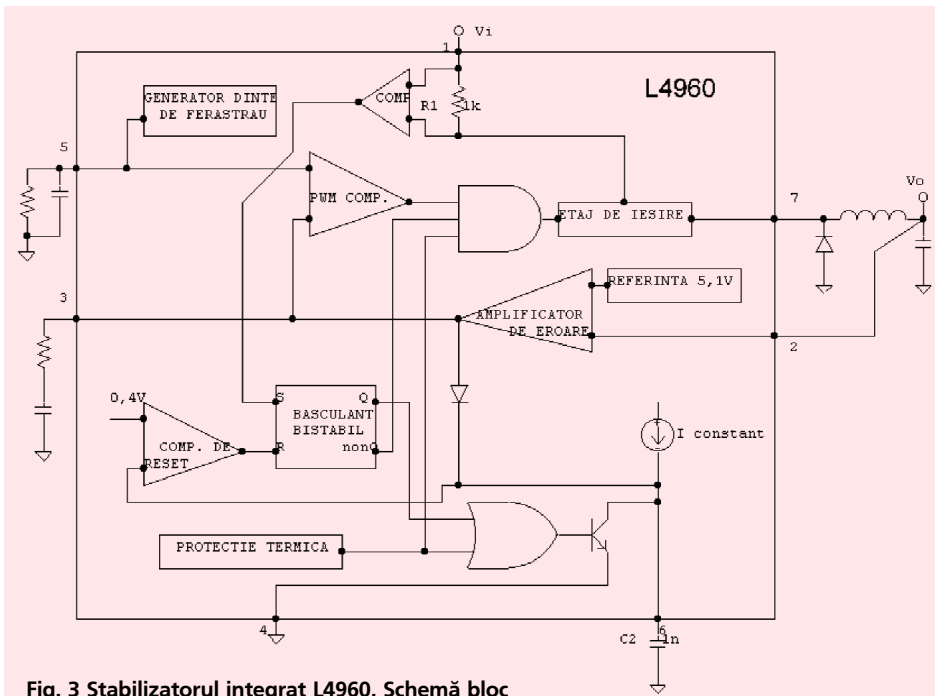 Vi
1
L4960
GENERATOR DINTE
DE FERASTRAU
COMP
R1
1k
5
PWM COMP.
7
Vo
ETAJ DE IESIRE
REFERINTA 5,1V
3
AMPLIFICATOR
DE EROARE
2
0,4V
S
Q
BASCULANT
BISTABIL
I constant
COMP. DE
RESET
R
nonQ
PROTECTIE TERMICA
4
6
C2
1n
Fig. 3 Stabilizatorul integrat L4960. Schemă bloc